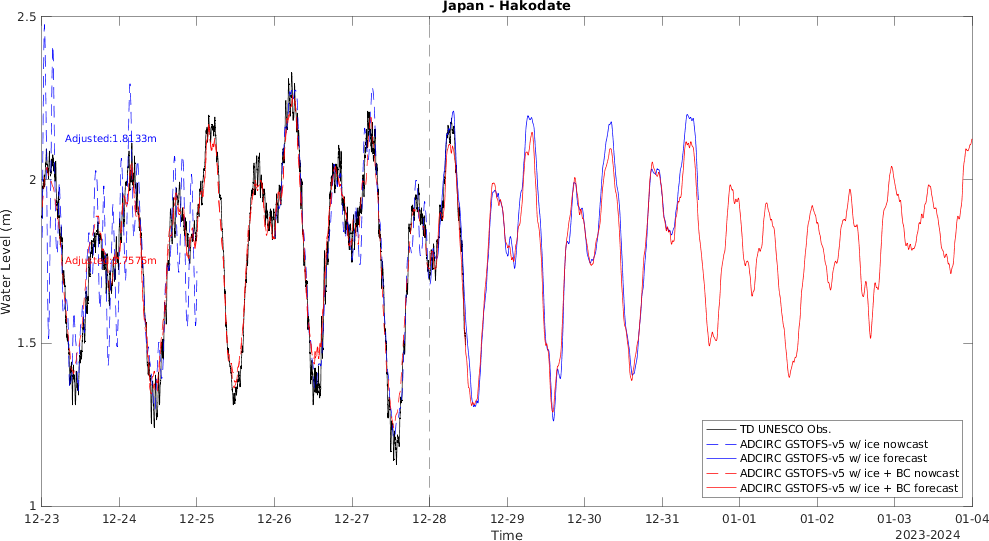 Japan - Hakodate
2.5
2
1.5
1
Water Level (m)
Adjusted:1.8133m
12-23 12-24 12-25 12-26 12-27 12-28 12-29 12-30 12-31 01-01 01-02 01-03 01-04
Time
2023-2024
TD UNESCO Obs.
ADCIRC GSTOFS-v5 w/ ice nowcast
ADCIRC GSTOFS-v5 w/ ice forecast
ADCIRC GSTOFS-v5 w/ ice + BC nowcast
ADCIRC GSTOFS-v5 w/ ice + BC forecast